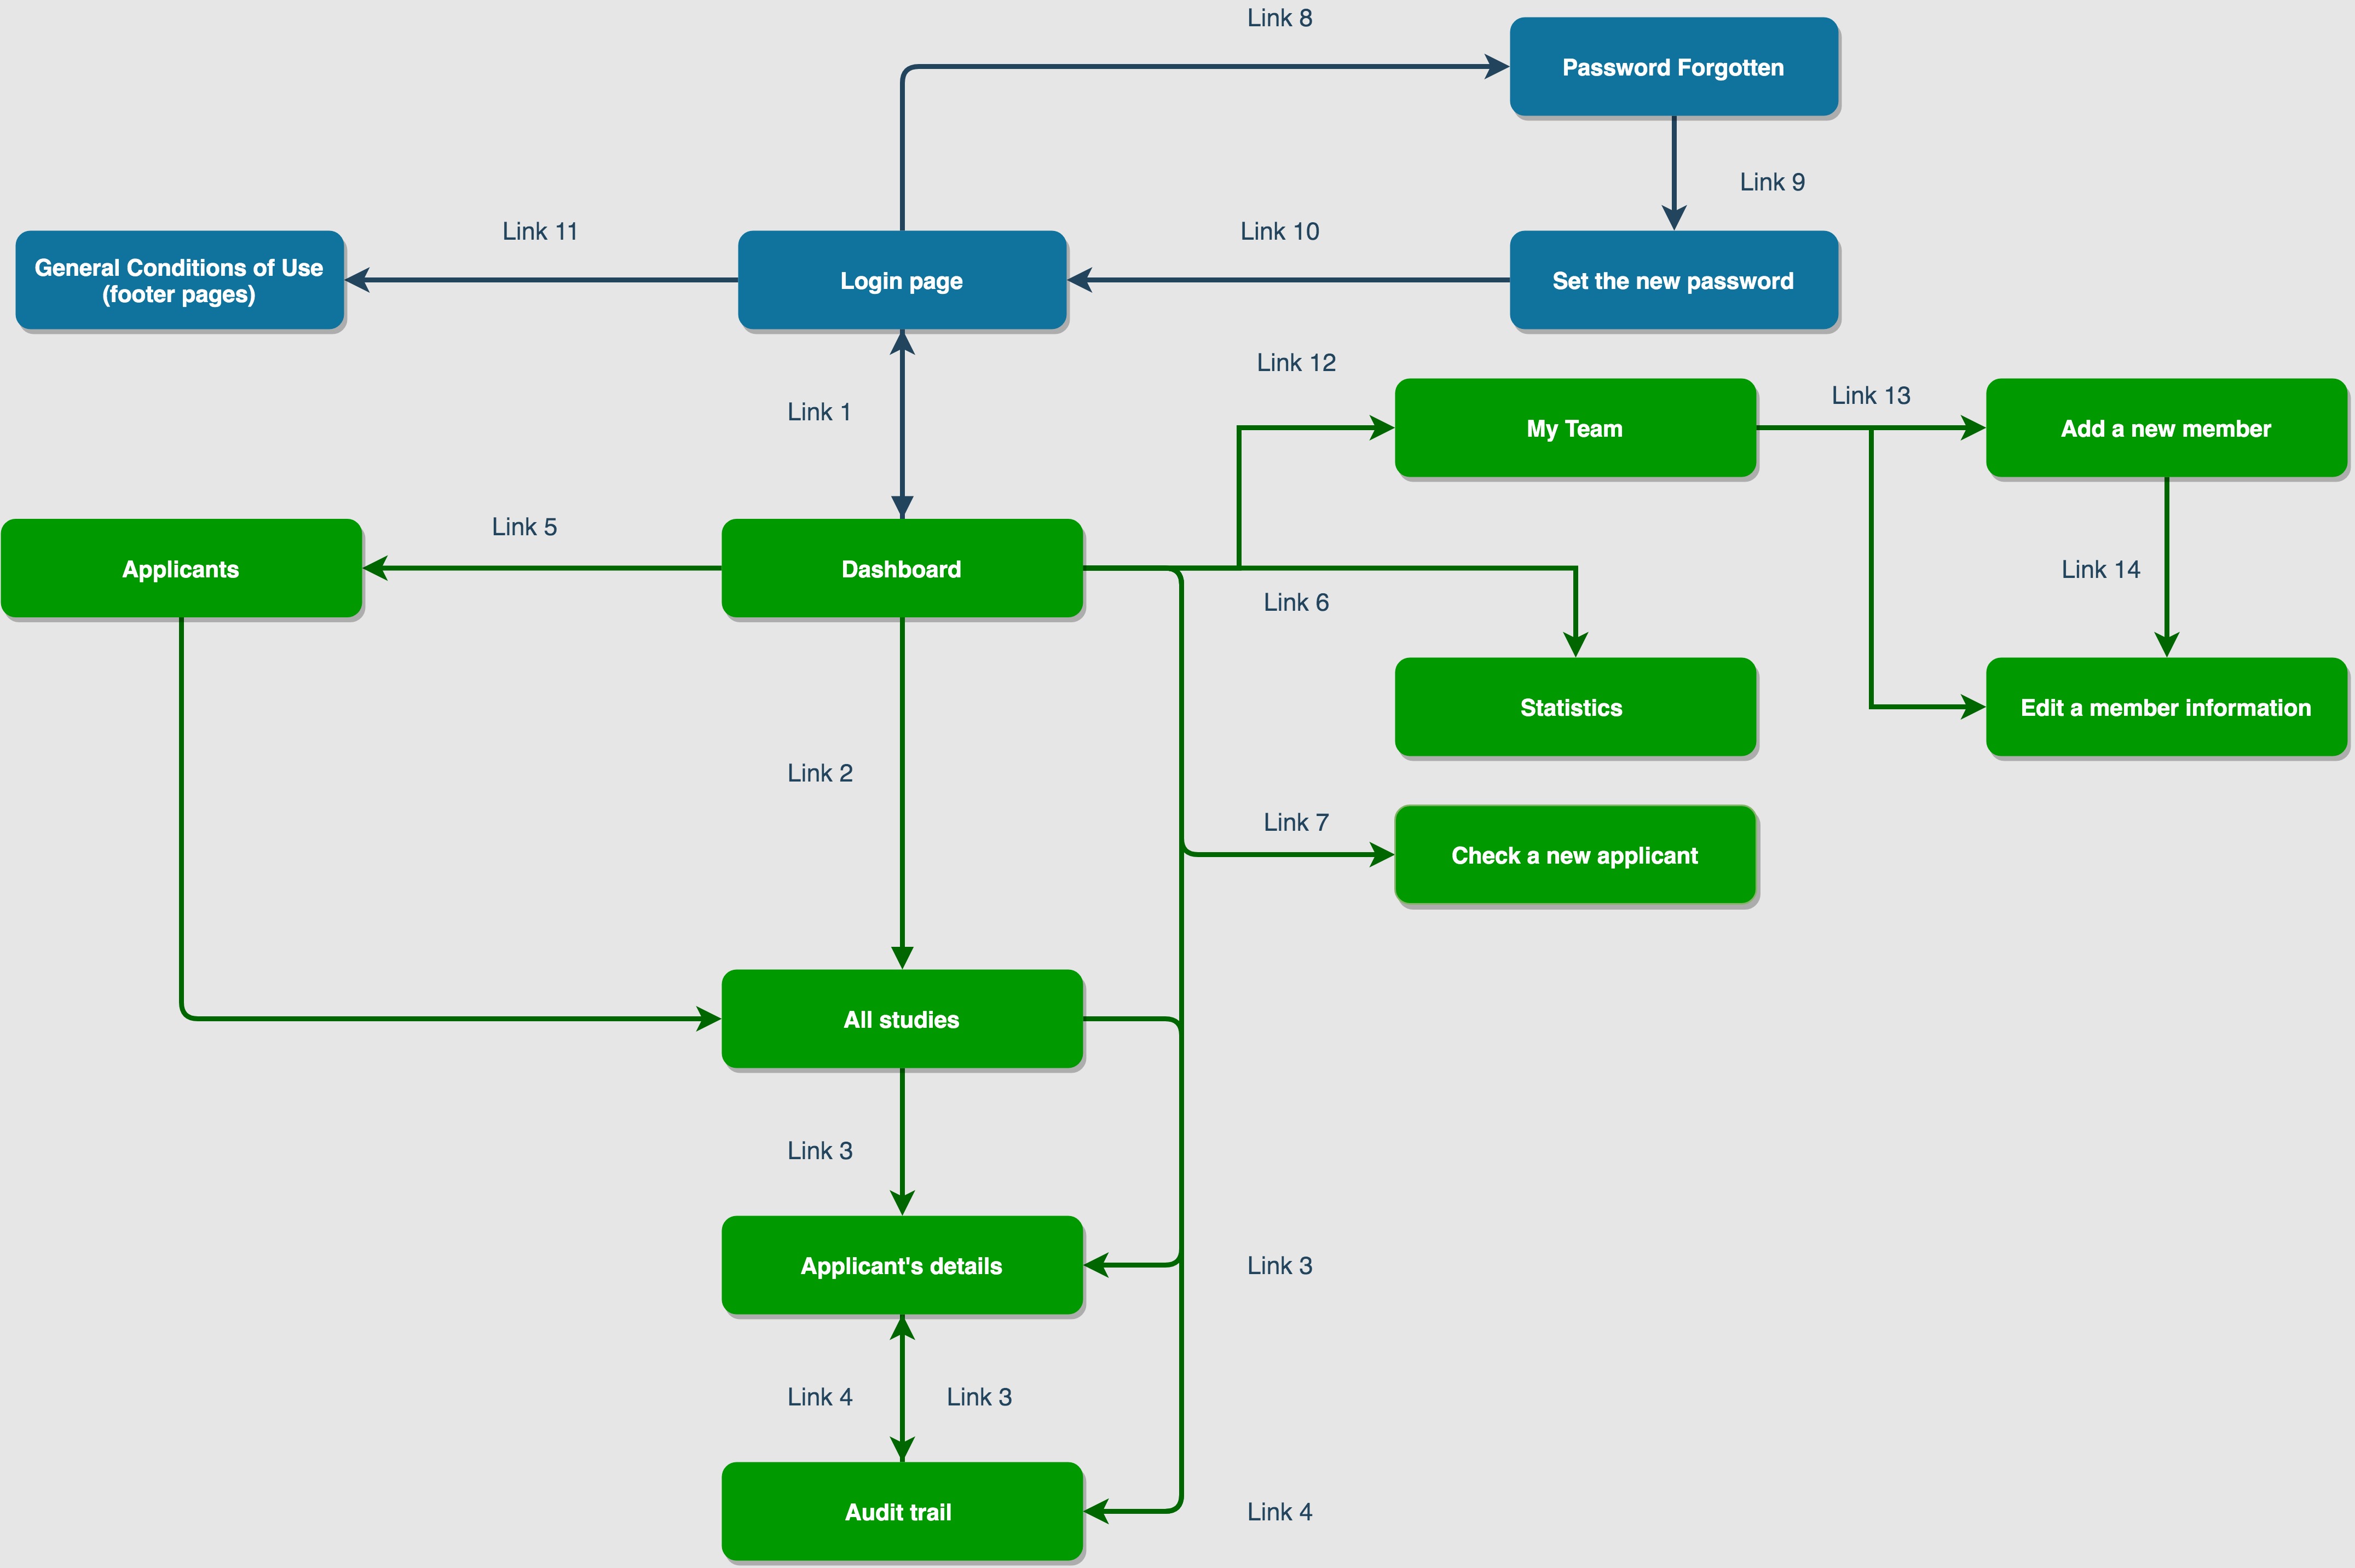 Link 8
Password Forgotten
Link 9
Link 11
Link 10
General Conditions of Use
(footer pages)
Login page
Set the new password
Link 12
Link 1
My Team
Link 13
Add a new member
Link 5
Applicants
Dashboard
Link 6
Link 14
Statistics
Edit a member information
Link 2
Link 7
Check a new applicant
All studies
Link 3
Applicant's details
Link 3
Link 4
Link 3
Audit trail
Link 4